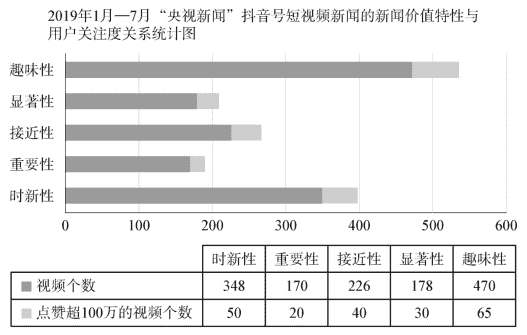 2019年1月—7月“央视新闻”抖音号短视频新闻的新闻价值特性与
用户关注度关系统计图
趣味性
显著性
接近性
重要性
时新性
0 100 200 300 400 500 600
时新性 重要性 接近性 显著性 趣味性
视频个数 348 170 226 178 470
点赞超100万的视频个数 50 20 40 30 65